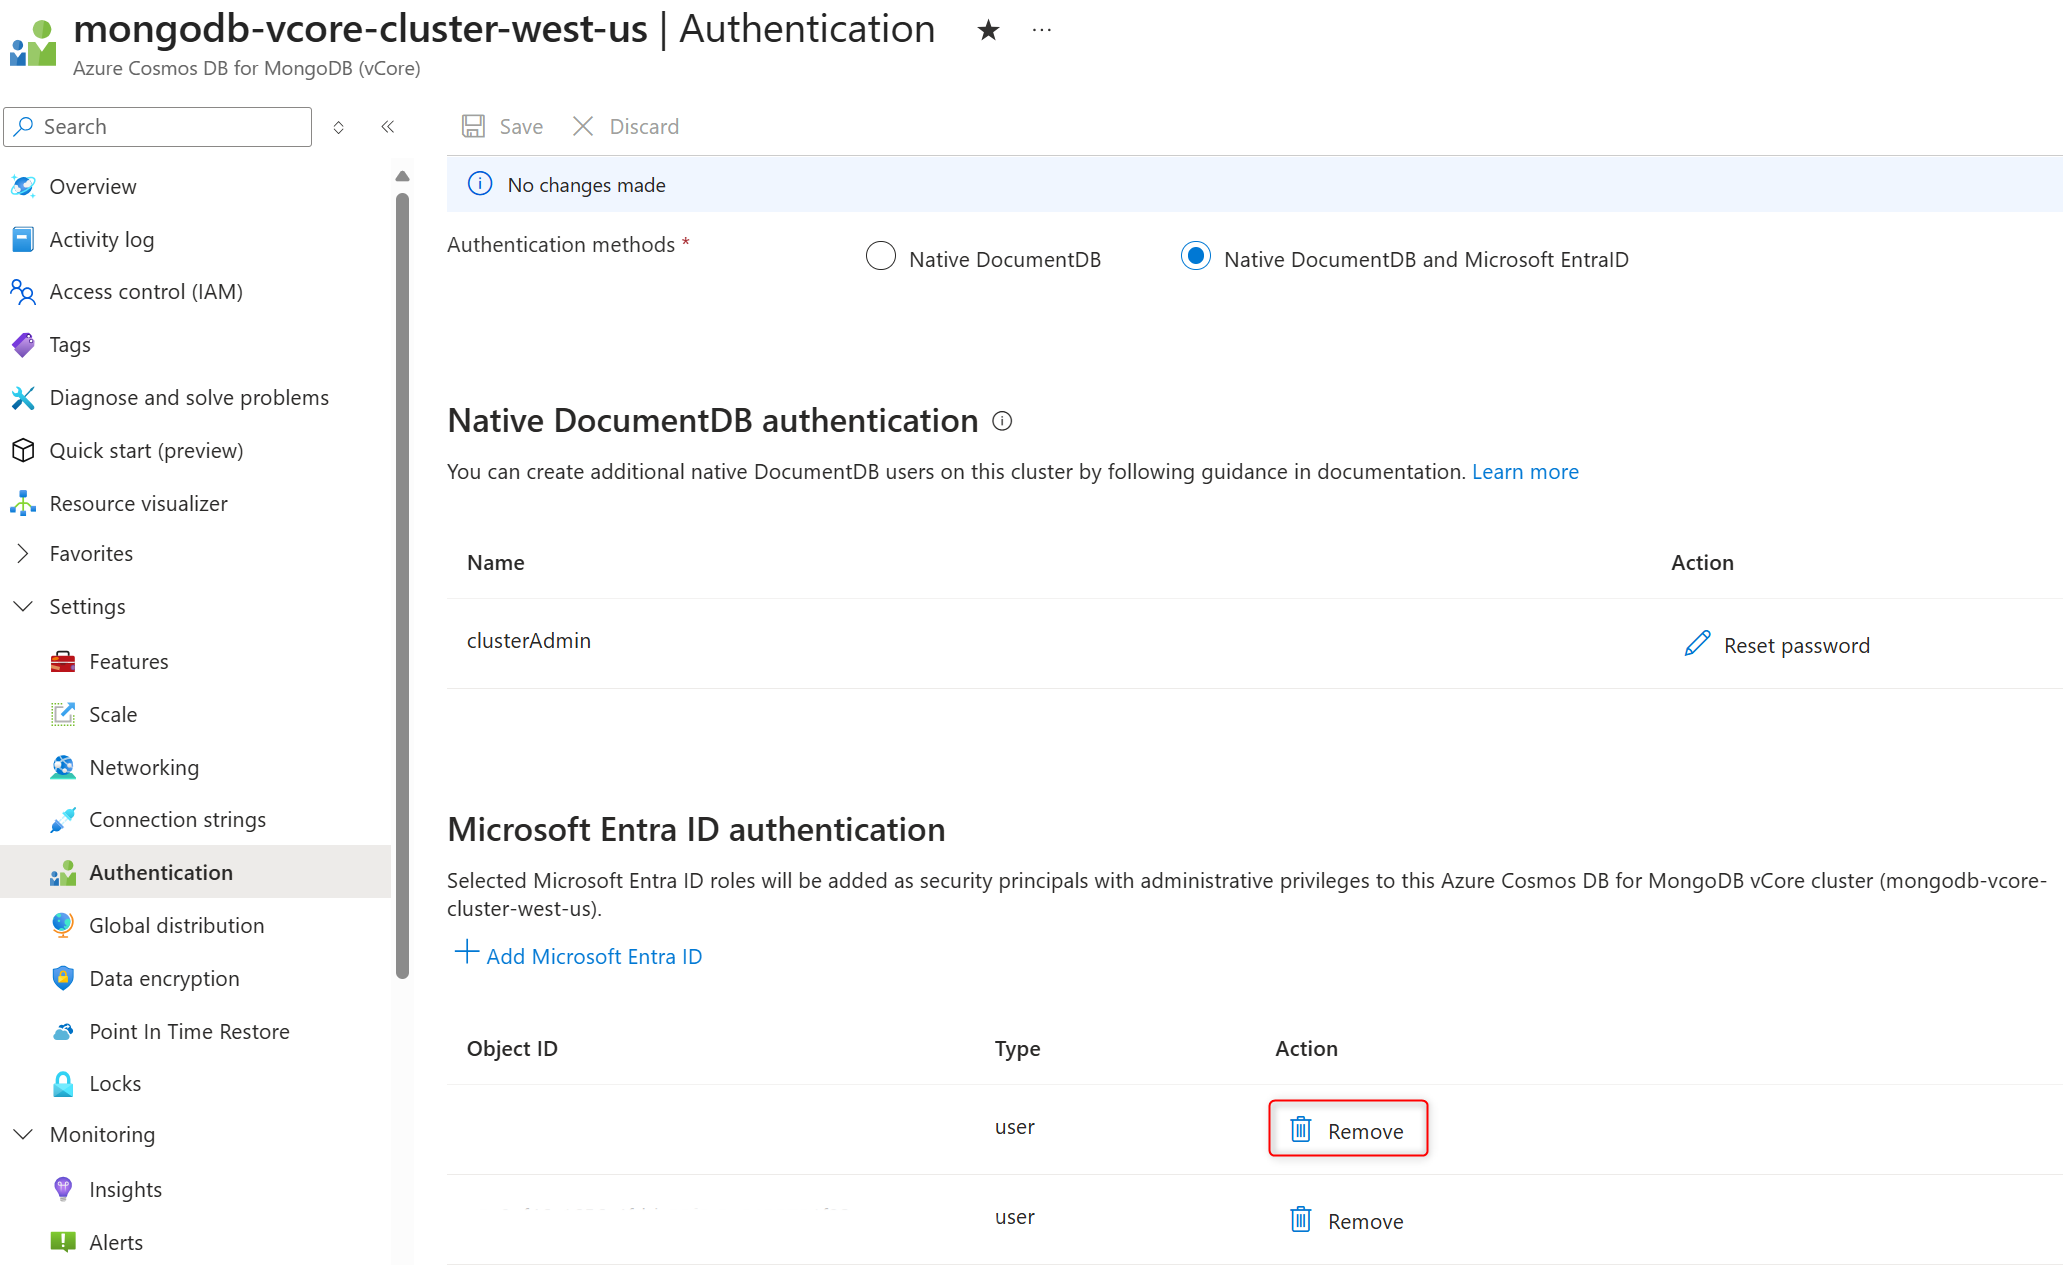 mongodb-vcore-cluster-west-us | Authentication
Azure Cosmos DB for MongoDB (vCore)
Search
Save
Discard
No changes made
Overview
Activity log
Access control (IAM)
Tags
Diagnose and solve problems
Quick start (preview)
Resource visualizer
Favorites
Settings
Features
Scale
Networking
Connection strings
Authentication
Global distribution
Data encryption
Point In Time Restore
Locks
Monitoring
Insights
Alerts
Authentication methods *
Native DocumentDB
Native DocumentDB and Microsoft EntraID
Native DocumentDB authentication
You can create additional native DocumentDB users on this cluster by following guidance in documentation. Learn more
Name
Action
clusterAdmin
Reset password
Microsoft Entra ID authentication
Selected Microsoft Entra ID roles will be added as security principals with administrative privileges to this Azure Cosmos DB for MongoDB vCore cluster (mongodb-vcore-
cluster-west-us).
Add Microsoft Entra ID
Object ID
Type
Action
user
Remove
user
Remove